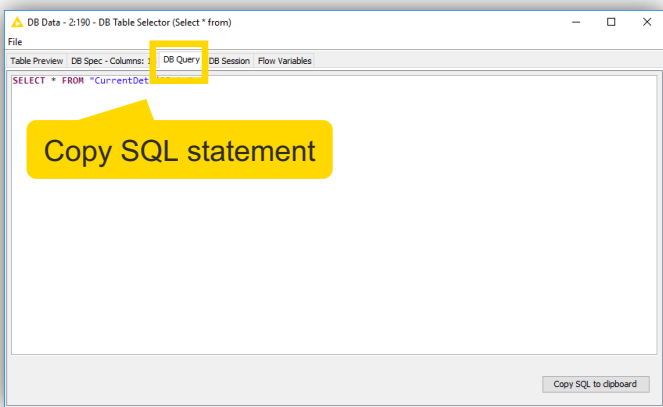 DB Data - 2:190 - DB Table Selector (Select * from)
File
Table Preview DB Spec - Columns: DB Query DB Session Flow Variables
SELECT * FROM "CurrentDet
Copy SQL statement
Copy SQL to clipboard